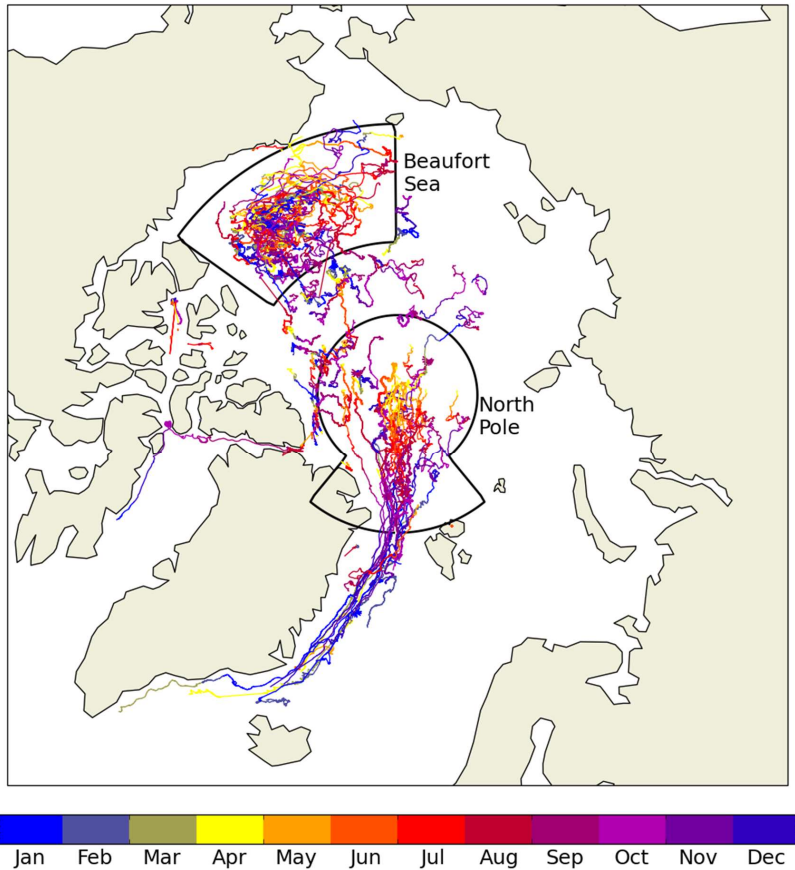 Beaufort
Sea
North
Pole
Jan Feb Mar Apr May Jun Jul Aug Sep Oct Nov Dec